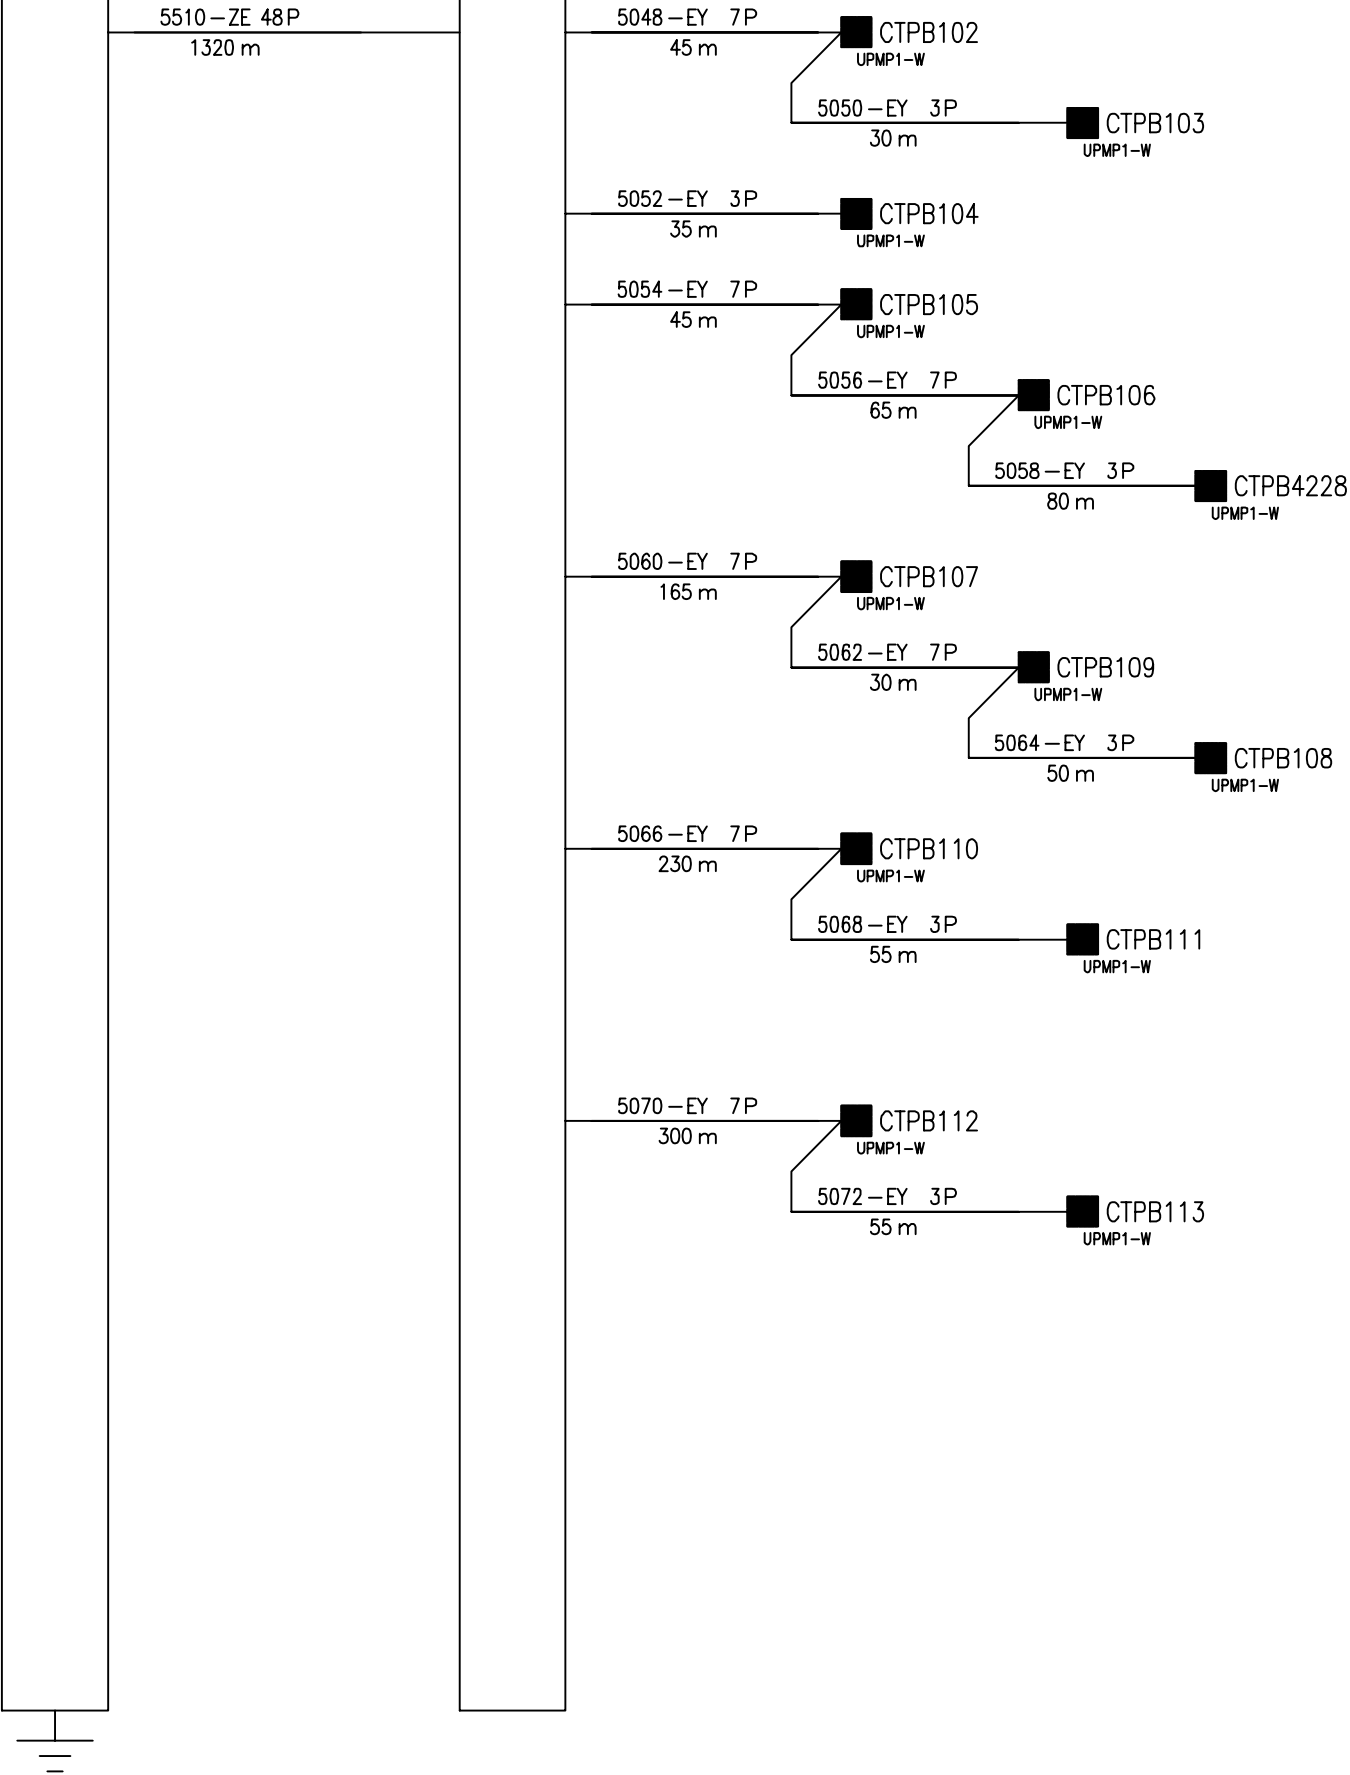 5510-ZE 48P
1320 m
5048-EY 7P
45 m
CTPB102
UPMP1-W
5050-EY 3P
30 m
CTPB103
UPMP1-W
5052-EY 3P
35 m
CTPB104
UPMP1-W
5054-EY 7P
45 m
CTPB105
UPMP1-W
5056-EY 7P
65 m
CTPB106
UPMP1-W
5058-EY 3P
80 m
CTPB4228
UPMP1-W
5060-EY 7P
165 m
CTPB107
UPMP1-W
5062-EY 7P
30 m
CTPB109
UPMP1-W
5064-EY 3P
50 m
CTPB108
UPMP1-W
5066-EY 7P
230 m
CTPB110
UPMP1-W
5068-EY 3P
55 m
CTPB111
UPMP1-W
5070-EY 7P
300 m
CTPB112
UPMP1-W
5072-EY 3P
55 m
CTPB113
UPMP1-W